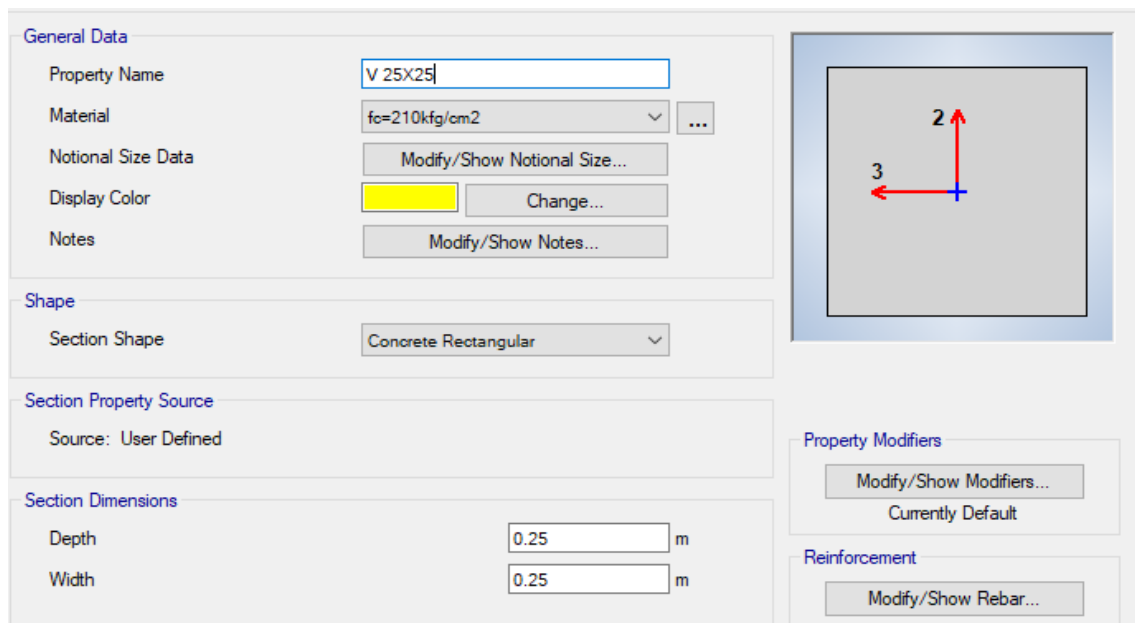 General Data
Property Name V 25X25
Material fc=210kfg/cm2 ...
Notional Size Data Modify/Show Notional Size...
Display Color Change...
Notes Modify/Show Notes...
2
3
Shape
Section Shape Concrete Rectangular
Section Property Source
Source: User Defined
Section Dimensions
Depth 0.25 m
Width 0.25 m
Property Modifiers
Modify/Show Modifiers...
Currently Default
Reinforcement
Modify/Show Rebar...